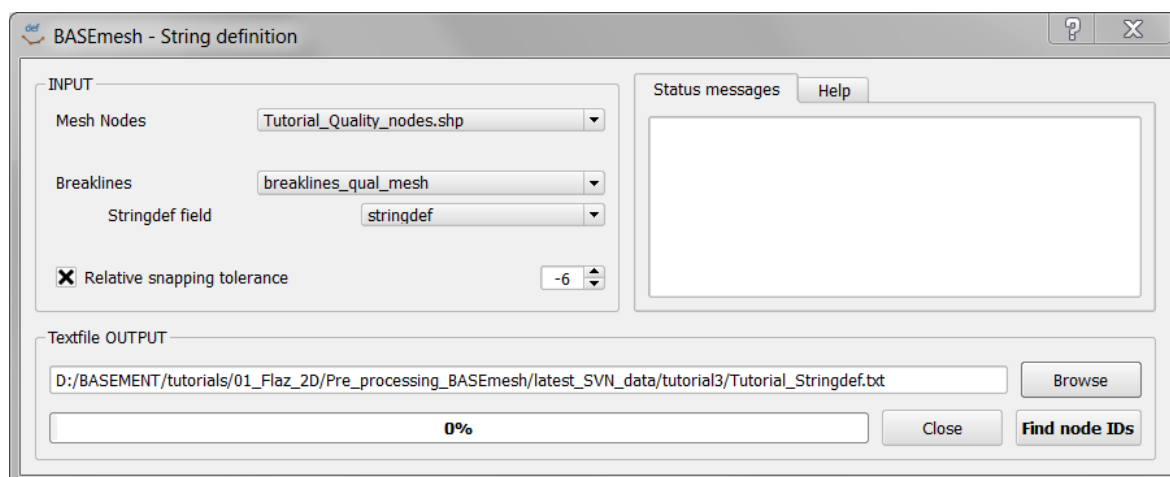 def BASEmesh - String definition
INPUT
Mesh Nodes Tutorial_Quality_nodes.shp
Breaklines breaklines_qual_mesh
Stringdef field stringdef
Relative snapping tolerance -6
Status messages Help
Textfile OUTPUT
D:/BASEMENT/tutorials/01_Flaz_2D/Pre_processing_BASEmesh/latest_SVN_data/tutorial3/Tutorial_Stringdef.txt Browse
0% Close Find node IDs